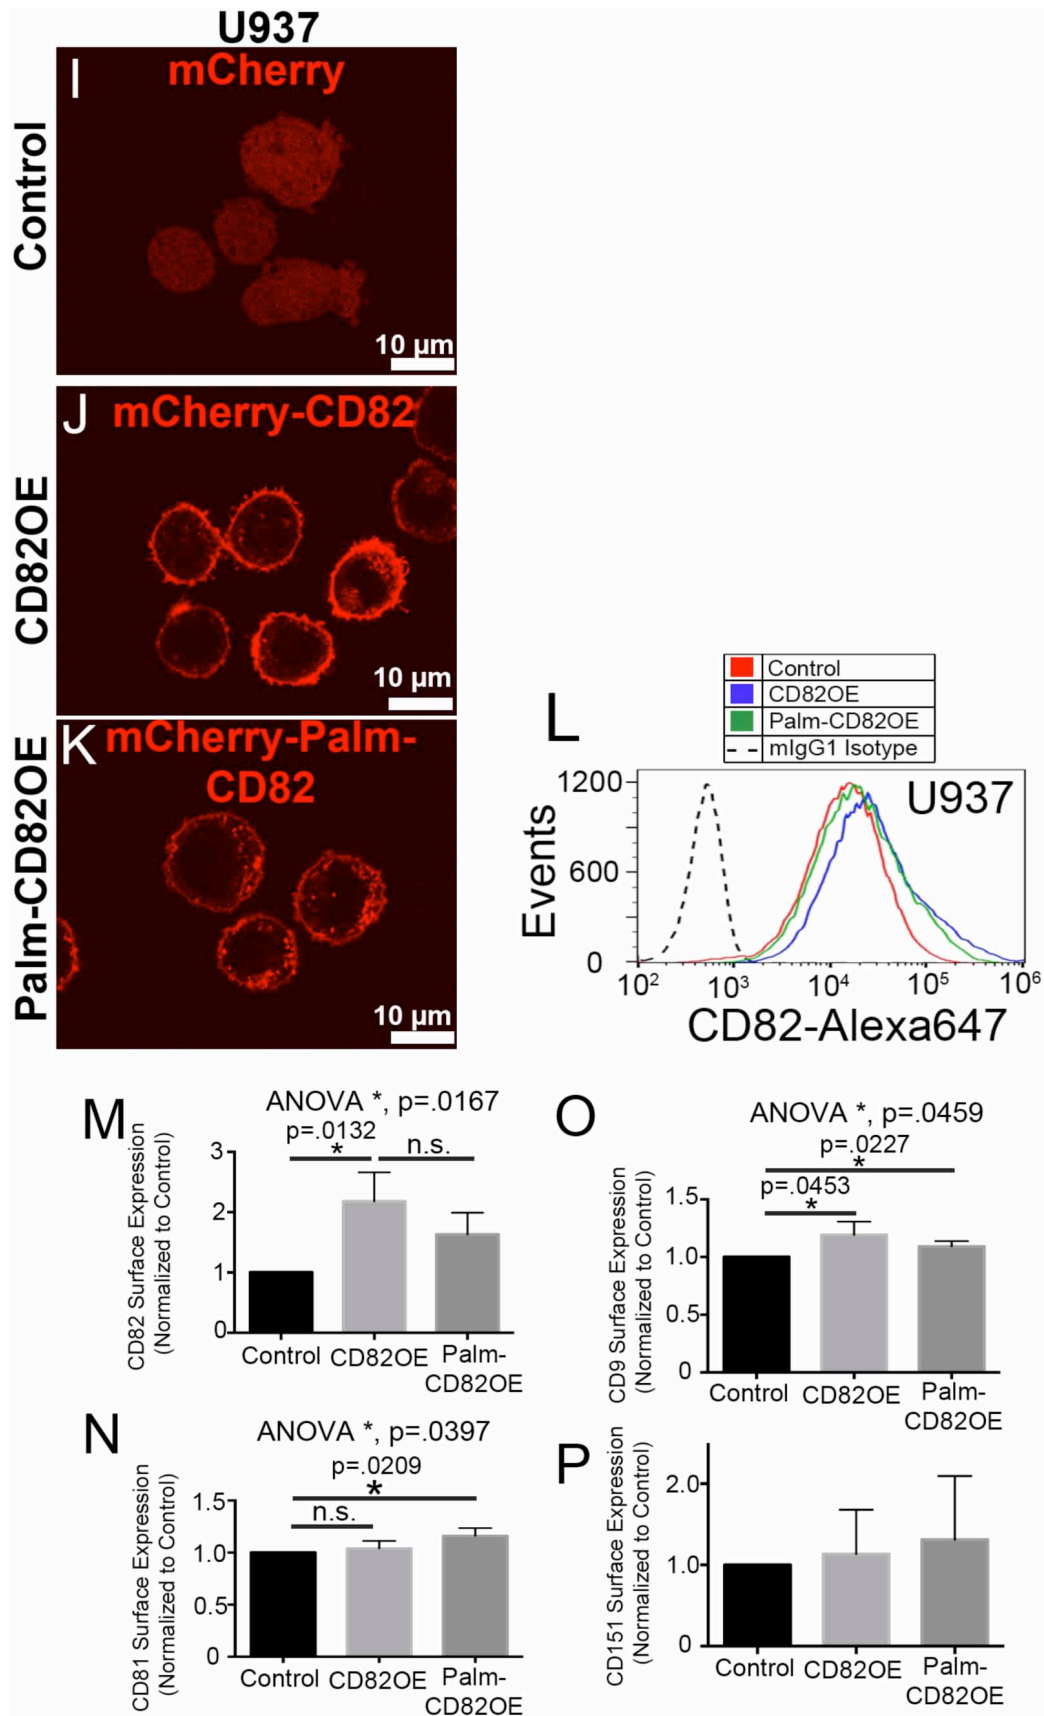 U937
Control
I
mCherry
10 µm
CD82OE
J
mCherry-CD82
10 µm
Palm-CD82OE
K
mCherry-Palm-
CD82
10 µm
L
Control
CD82OE
Palm-CD82OE
mIgG1 Isotype
U937
Events
1200
600
0
10² 10³ 10⁴ 10⁵ 10⁶
CD82-Alexa647
M
ANOVA *, p=.0167
p=.0132
*
n.s.
CD82 Surface Expression
(Normalized to Control)
3
2
1
0
Control CD82OE Palm-
CD82OE
O
ANOVA *, p=.0459
p=.0227
*
p=.0453
*
CD9 Surface Expression
(Normalized to Control)
1.5
1.0
0.5
0
Control CD82OE Palm-
CD82OE
N
ANOVA *, p=.0397
p=.0209
*
n.s.
CD81 Surface Expression
(Normalized to Control)
1.5
1.0
0.5
0
Control CD82OE Palm-
CD82OE
P
CD151 Surface Expression
(Normalized to Control)
2.0
1.0
0
Control CD82OE Palm-
CD82OE